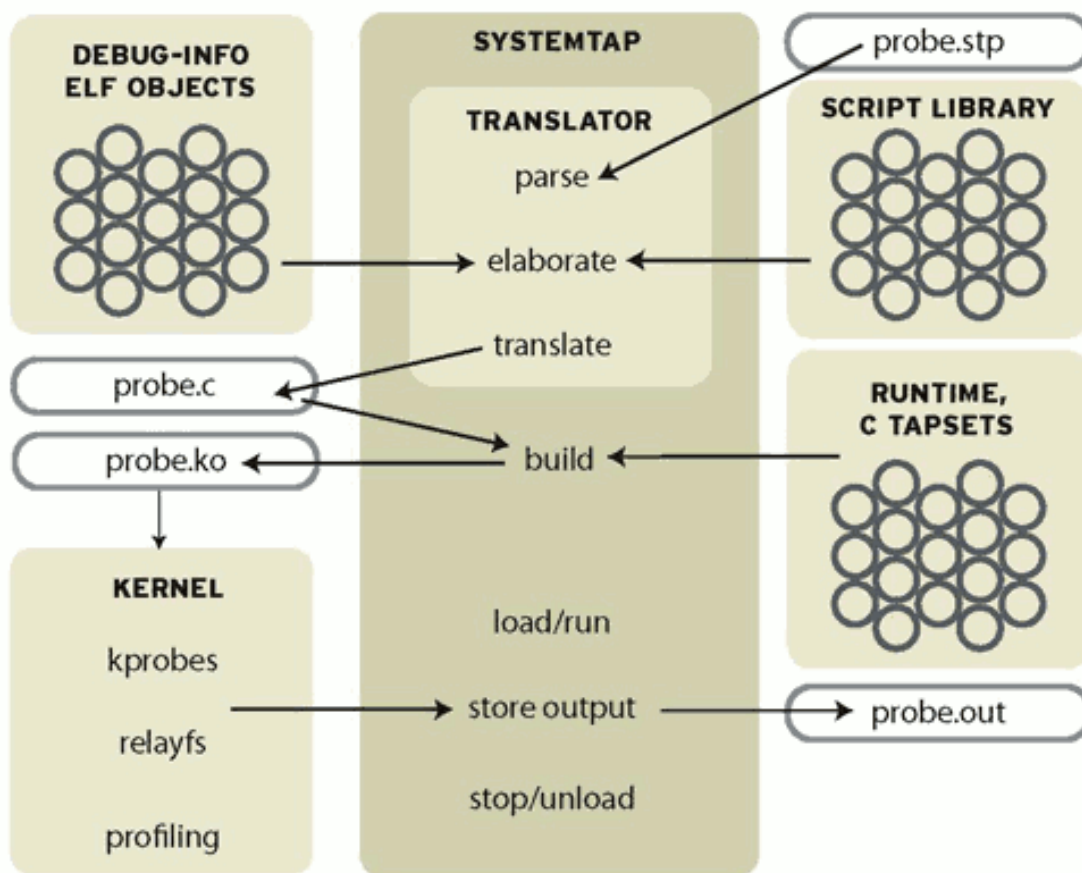 DEBUG-INFO
ELF OBJECTS
SYSTEMTAP
TRANSLATOR
parse
elaborate
translate
build
load/run
store output
stop/unload
probe.stp
SCRIPT LIBRARY
probe.c
probe.ko
RUNTIME,
C TAPSETS
KERNEL
kprobes
relayfs
profiling
probe.out